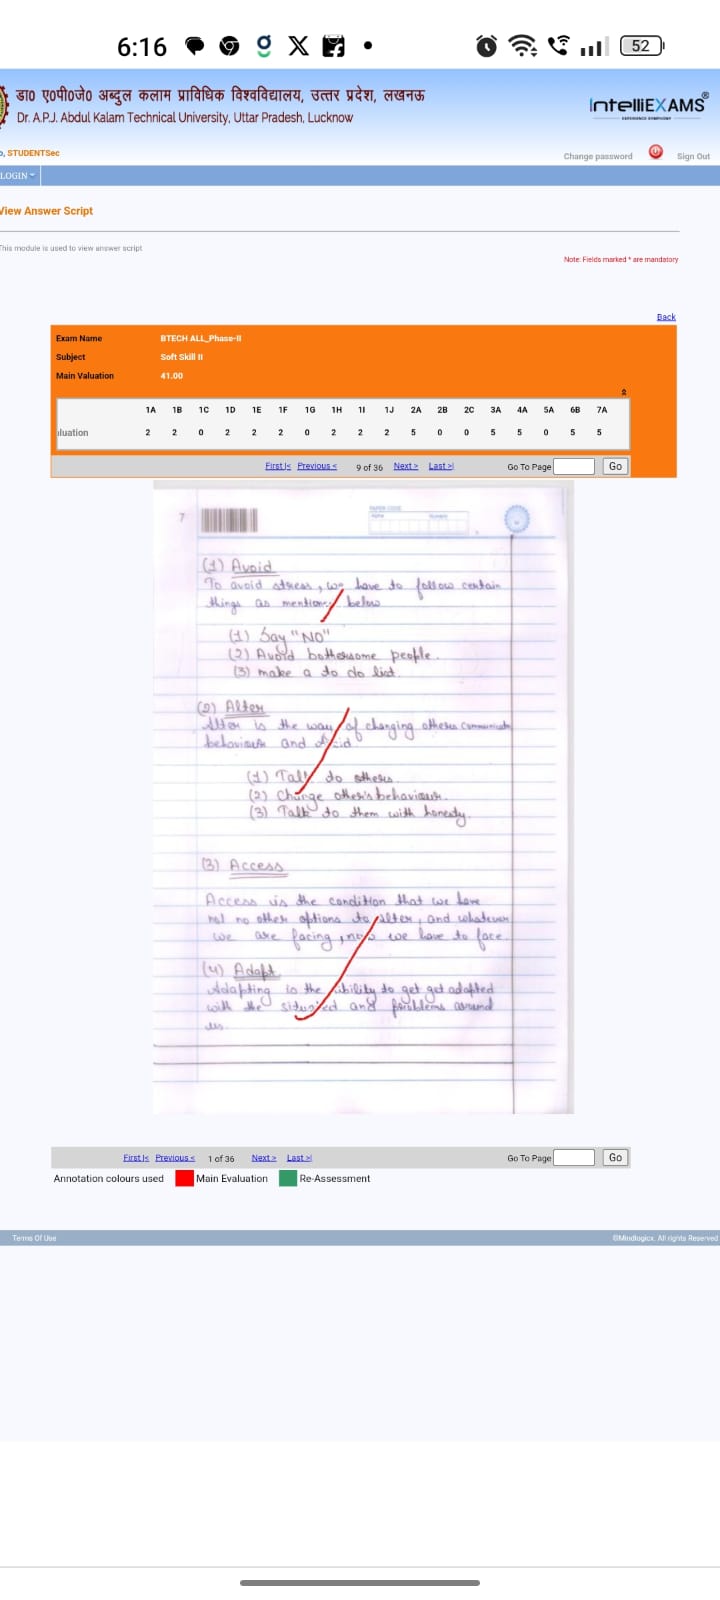 6:16
52
डा० ए०पी०जे० अब्दुल कलाम प्राविधिक विश्वविद्यालय, उत्तर प्रदेश, लखनऊ
Dr. A.P.J. Abdul Kalam Technical University, Uttar Pradesh, Lucknow
IntelliEXAMS
o, STUDENTSec
Change password
Sign Out
LOGIN
View Answer Script
This module is used to view answer script
Note: Fields marked * are mandatory
Back
Exam Name BTECH ALL_Phase-II
Subject Soft Skill II
Main Valuation 41.00
1A 1B 1C 1D 1E 1F 1G 1H 1I 1J 2A 2B 2C 3A 4A 5A 6B 7A
aluation 2 2 0 2 2 2 0 2 2 2 5 0 0 5 5 0 5 5
First |< Previous < 9 of 36 Next > Last >| Go To Page Go
7
PAPER CODE
(1) Avoid
To avoid stress, we have to follow certain
things as mention below
(1) Say "NO"
(2) Avoid bothersome people.
(3) make a to do list.
(2) Alter
Alter is the way of changing others communicate
behaviour and
(1) Talk to others.
(2) Change other's behaviour.
(3) Talk to them with honesty.
(3) Access
Access is the condition that we have
not no other options to alter, and whatever
we are facing, now we have to face.
(4) Adapt
Adapting is the ability to get get adapted
with the and problems around
us.
First |< Previous < 1 of 36 Next > Last >| Go To Page Go
Annotation colours used Main Evaluation Re-Assessment
Terms Of Use
©Mindlogicx. All rights Reserved